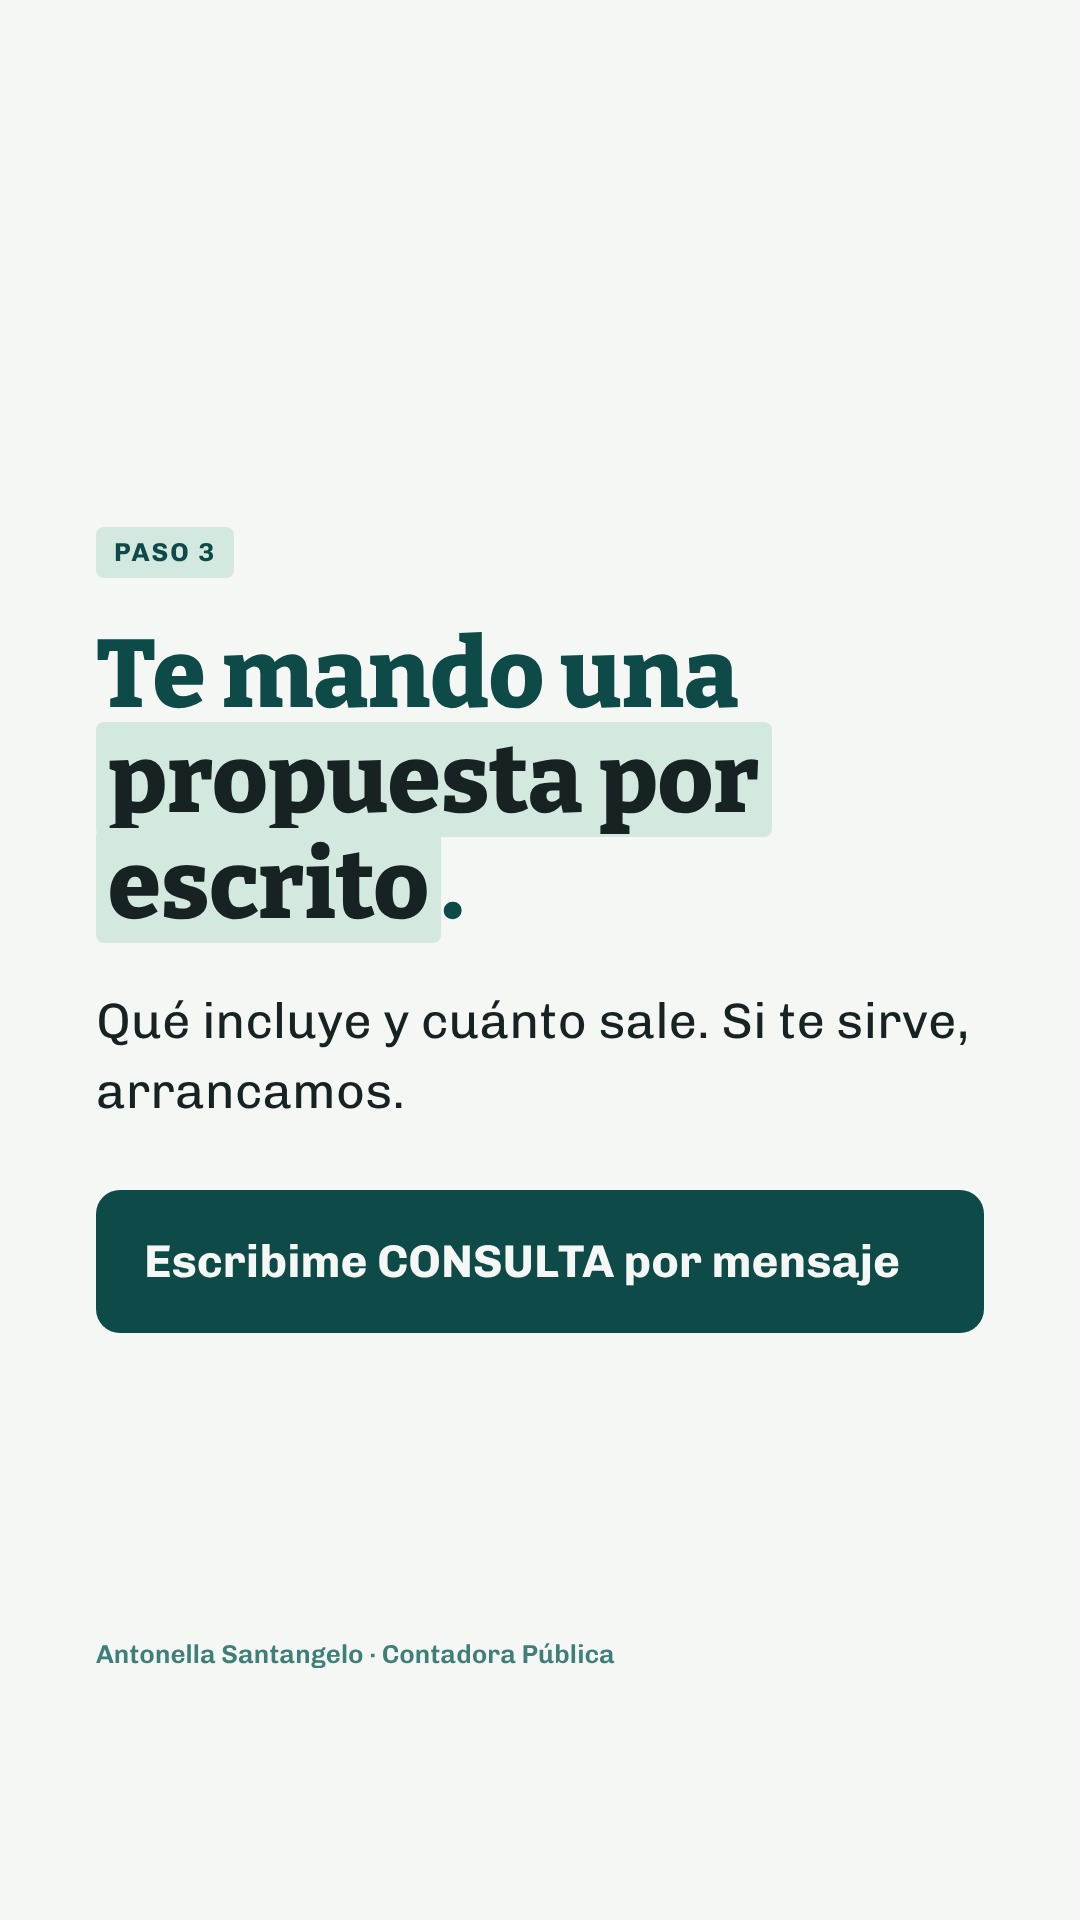 PASO 3
Te mando una
propuesta por
escrito.
Qué incluye y cuánto sale. Si te sirve,
arrancamos.
Escribime CONSULTA por mensaje
Antonella Santangelo · Contadora Pública